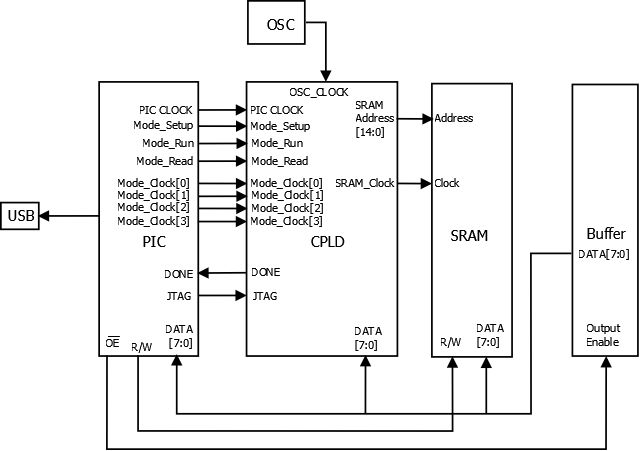 OSC
OSC_CLOCK
PIC CLOCK
Mode_Setup
Mode_Run
Mode_Read
Mode_Clock[0]
Mode_Clock[1]
Mode_Clock[2]
Mode_Clock[3]
PIC
DONE
JTAG
DATA
[7:0]
OE
R/W
USB
PIC CLOCK
Mode_Setup
Mode_Run
Mode_Read
Mode_Clock[0]
Mode_Clock[1]
Mode_Clock[2]
Mode_Clock[3]
CPLD
DONE
JTAG
SRAM
Address
[14:0]
SRAM_Clock
DATA
[7:0]
Address
Clock
SRAM
R/W
DATA
[7:0]
Buffer
DATA[7:0]
Output
Enable